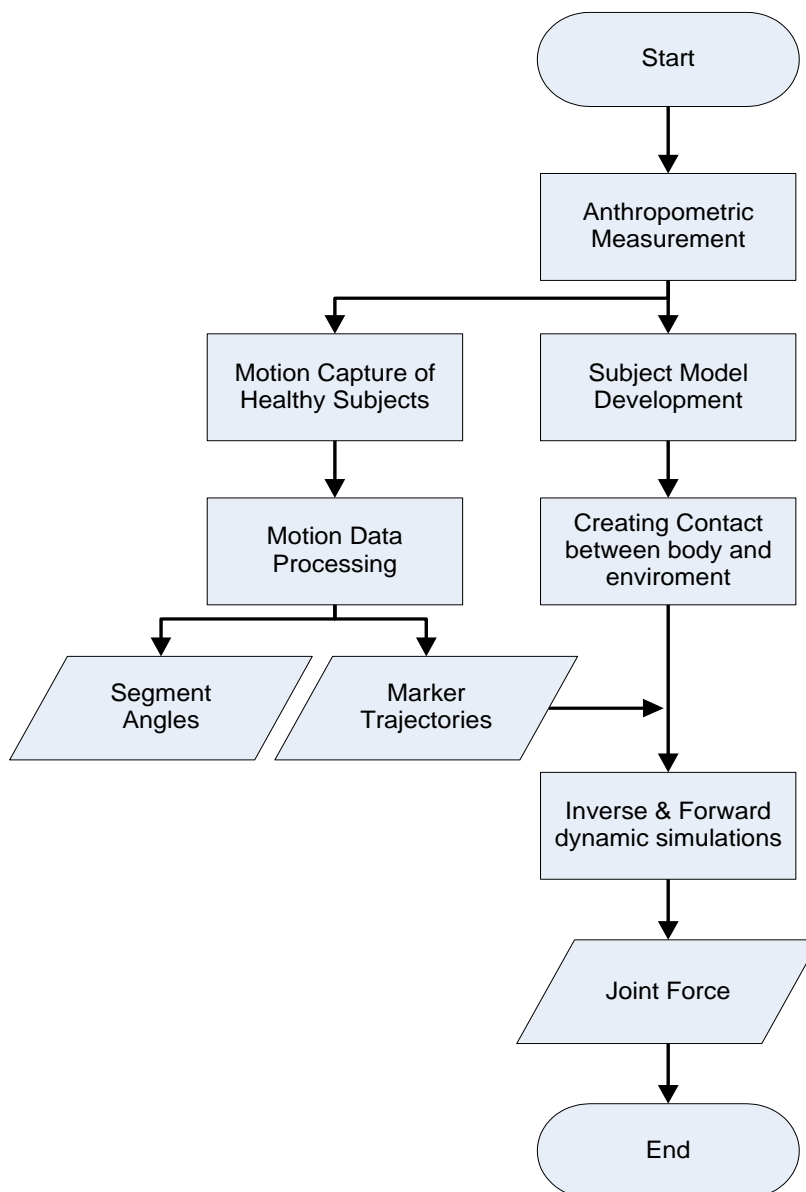 Start
Anthropometric
Measurement
Motion Capture of
Healthy Subjects
Subject Model
Development
Motion Data
Processing
Creating Contact
between body and
enviroment
Segment
Angles
Marker
Trajectories
Inverse & Forward
dynamic simulations
Joint Force
End